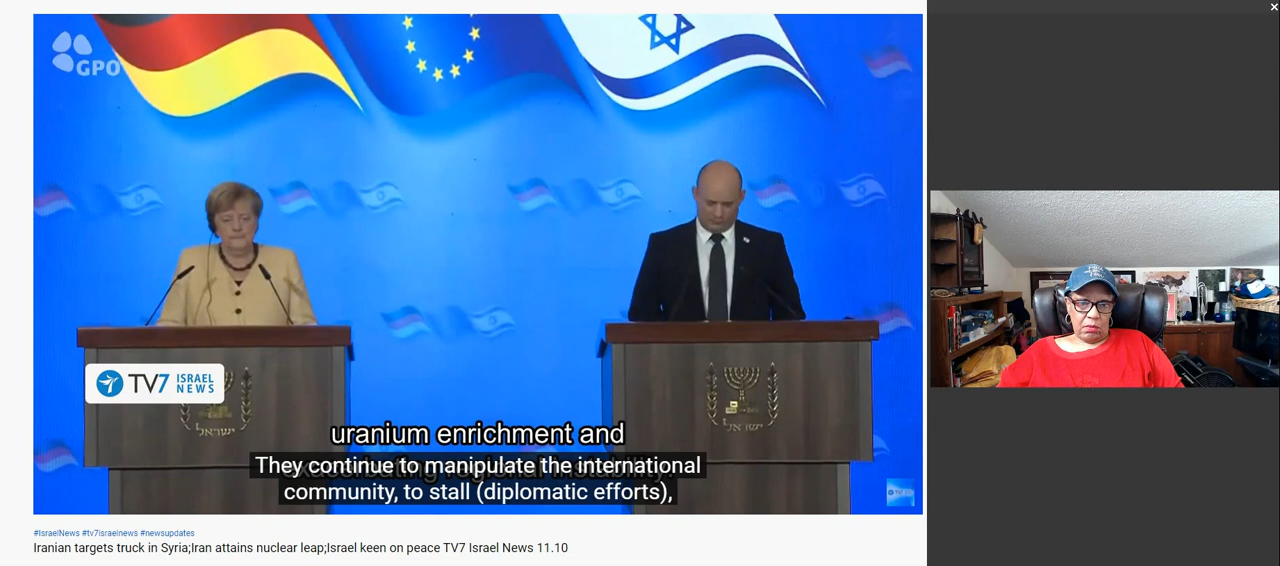 GPO
TV7 ISRAEL
NEWS
ישראל
ישראל
uranium enrichment and
They continue to manipulate the international
community, to stall (diplomatic efforts),
#IsraelNews #tv7israelnews #newsupdates
Iranian targets truck in Syria;Iran attains nuclear leap;Israel keen on peace TV7 Israel News 11.10